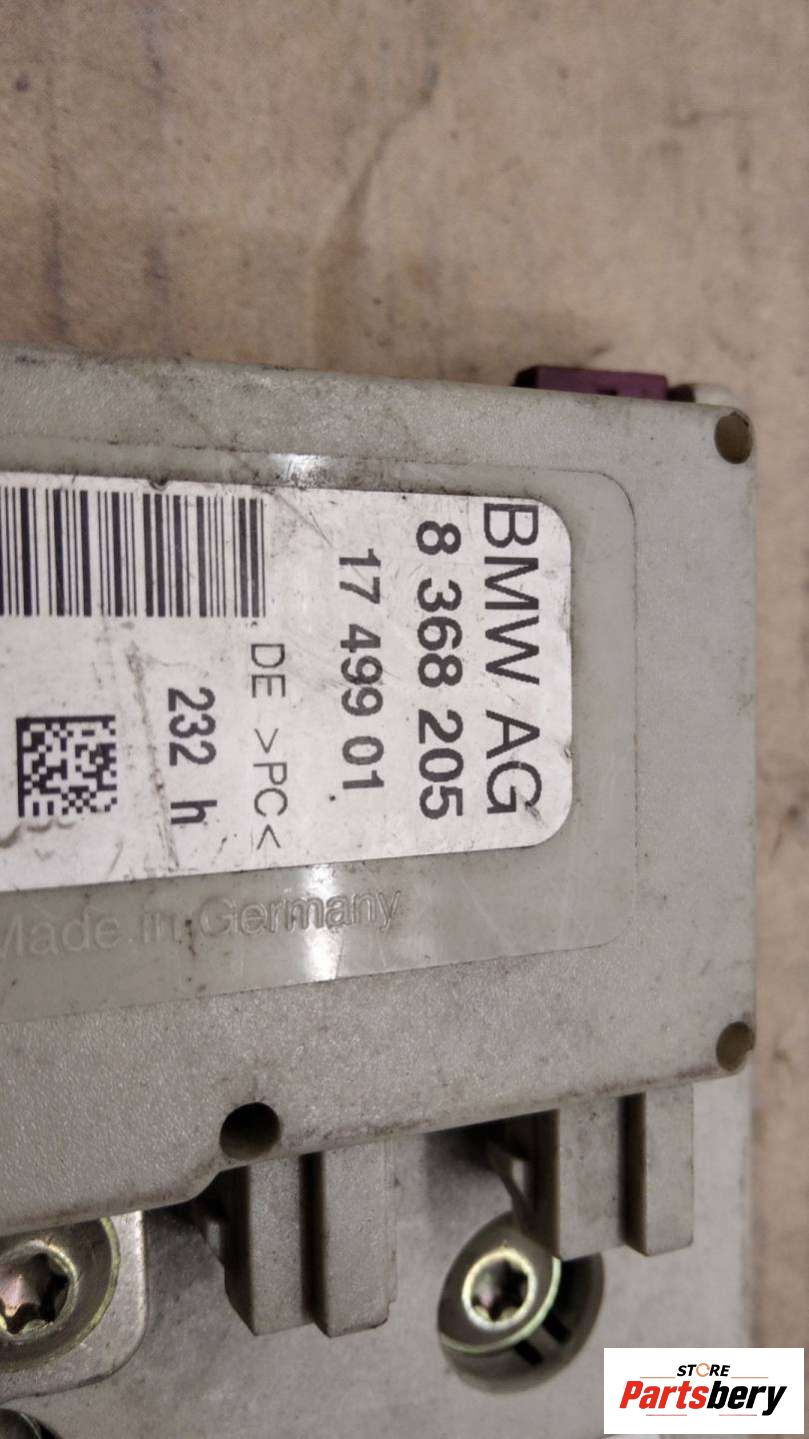 BMW AG
8 368 205
17 499 01
DE >PC<
232 h
Made in Germany
STORE
Partsbery